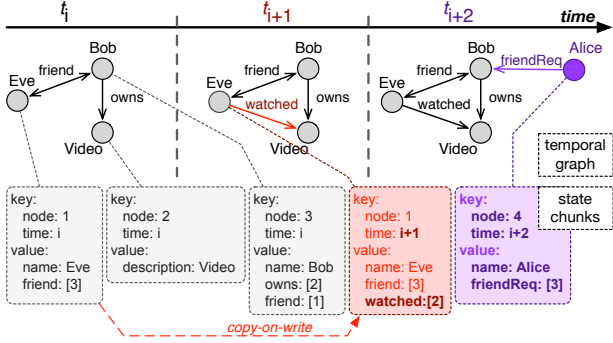 ti
ti+1
ti+2
time
Bob
Eve
friend
owns
Video
Bob
Eve
friend
watched
owns
Video
Bob
Eve
friend
watched
owns
Video
friendReq
Alice
temporal
graph
state
chunks
key:
node: 1
time: i
value:
name: Eve
friend: [3]
key:
node: 2
time: i
value:
description: Video
key:
node: 3
time: i
value:
name: Bob
owns: [2]
friend: [1]
key:
node: 1
time: i+1
value:
name: Eve
friend: [3]
watched:[2]
key:
node: 4
time: i+2
value:
name: Alice
friendReq: [3]
copy-on-write